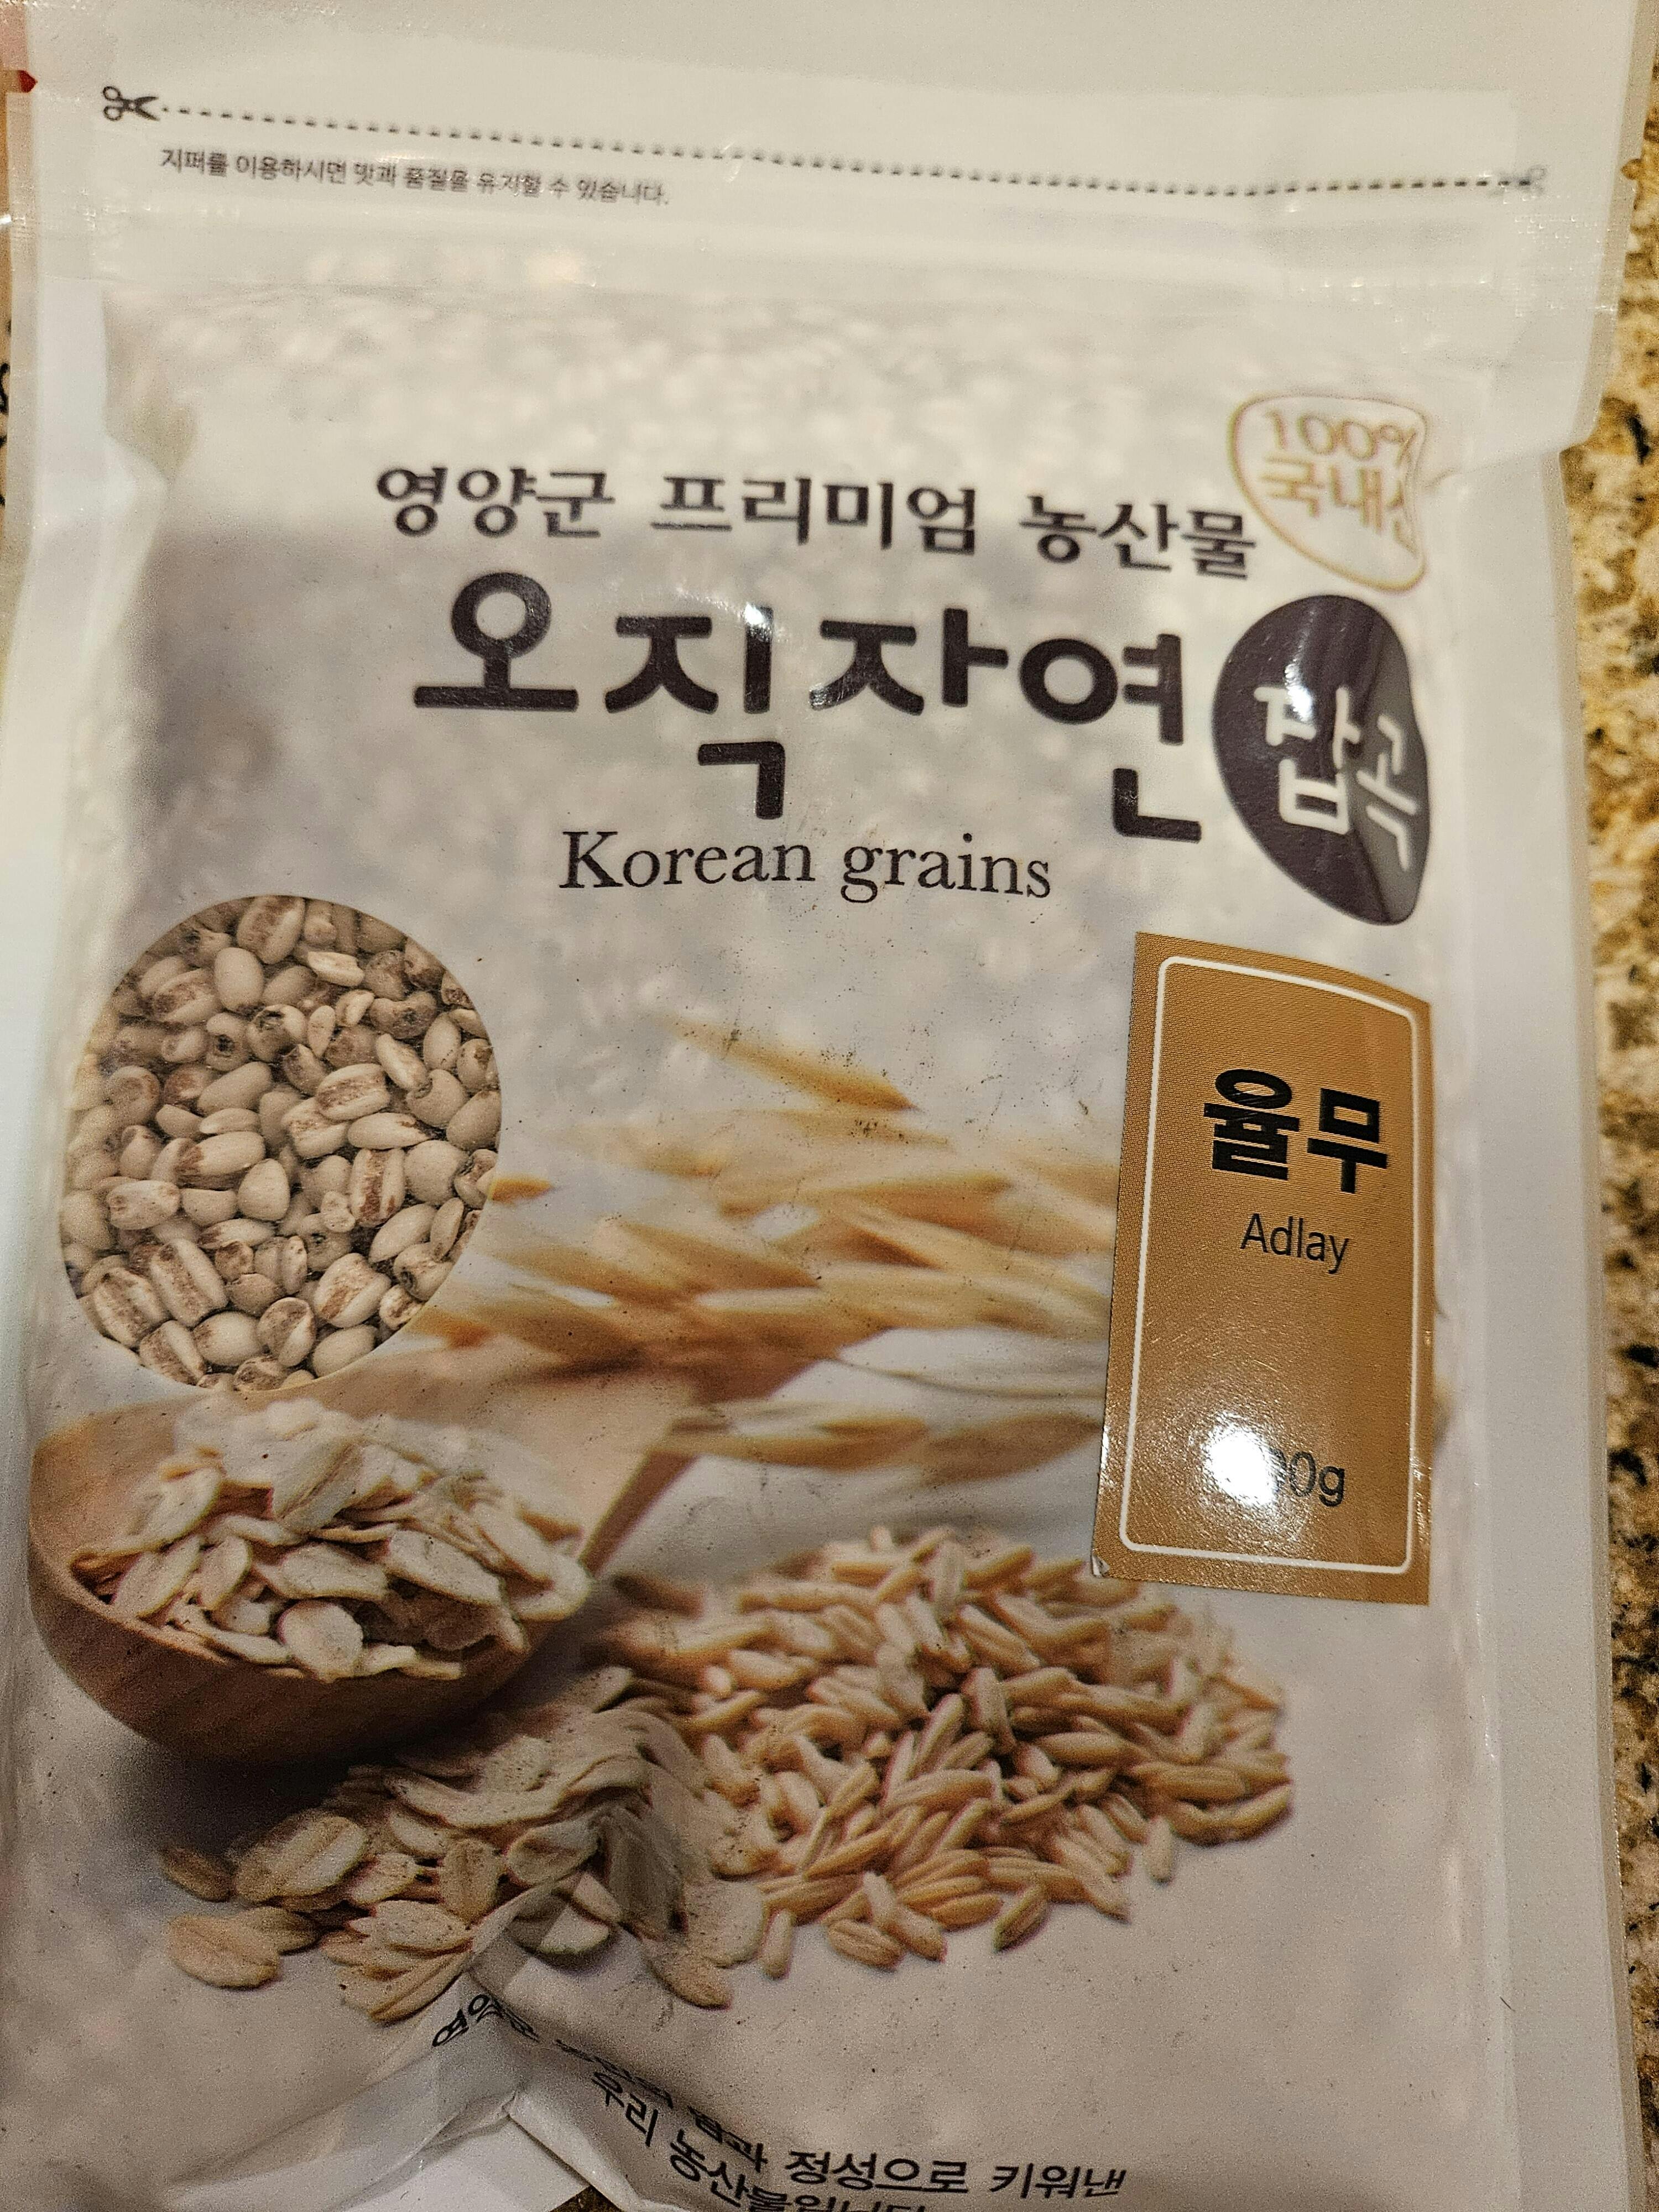 지퍼를 이용하시면 맛과 품질을 유지할 수 있습니다.
100%
국내
영양군 프리미엄 농산물
오직자연
잡곡
Korean grains
율무
Adlay
정성으로 키워낸
우리 농산물입니다